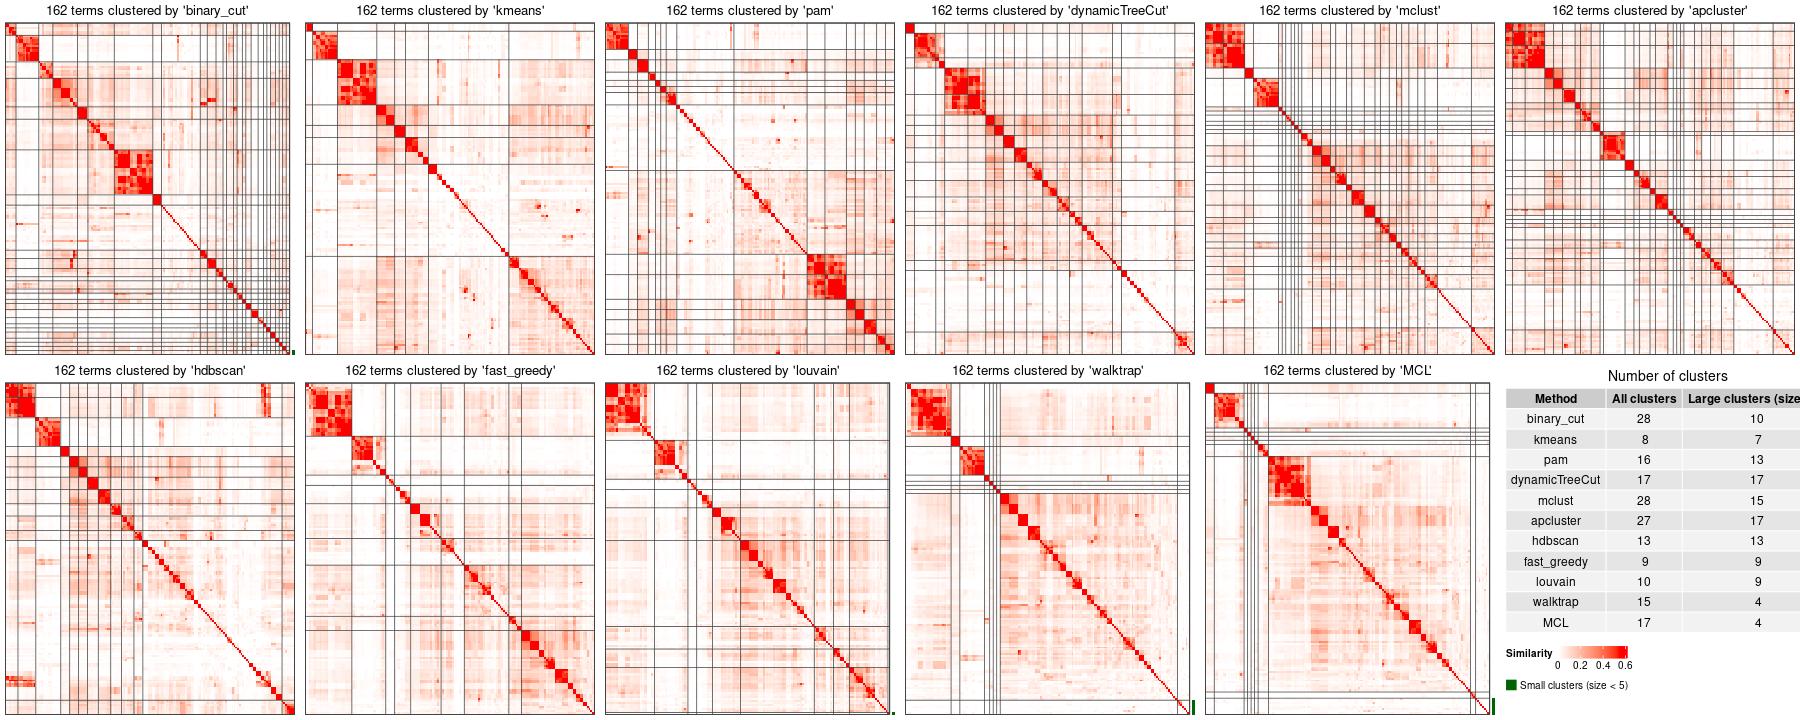 162 terms clustered by 'binary_cut'
162 terms clustered by 'kmeans'
162 terms clustered by 'pam'
162 terms clustered by 'dynamicTreeCut'
162 terms clustered by 'mclust'
162 terms clustered by 'apcluster'
162 terms clustered by 'hdbscan'
162 terms clustered by 'fast_greedy'
162 terms clustered by 'louvain'
162 terms clustered by 'walktrap'
162 terms clustered by 'MCL'
Number of clusters
Method All clusters Large clusters (size
binary_cut 28 10
kmeans 8 7
pam 16 13
dynamicTreeCut 17 17
mclust 28 15
apcluster 27 17
hdbscan 13 13
fast_greedy 9 9
louvain 10 9
walktrap 15 4
MCL 17 4
Similarity
0 0.2 0.4 0.6
Small clusters (size < 5)